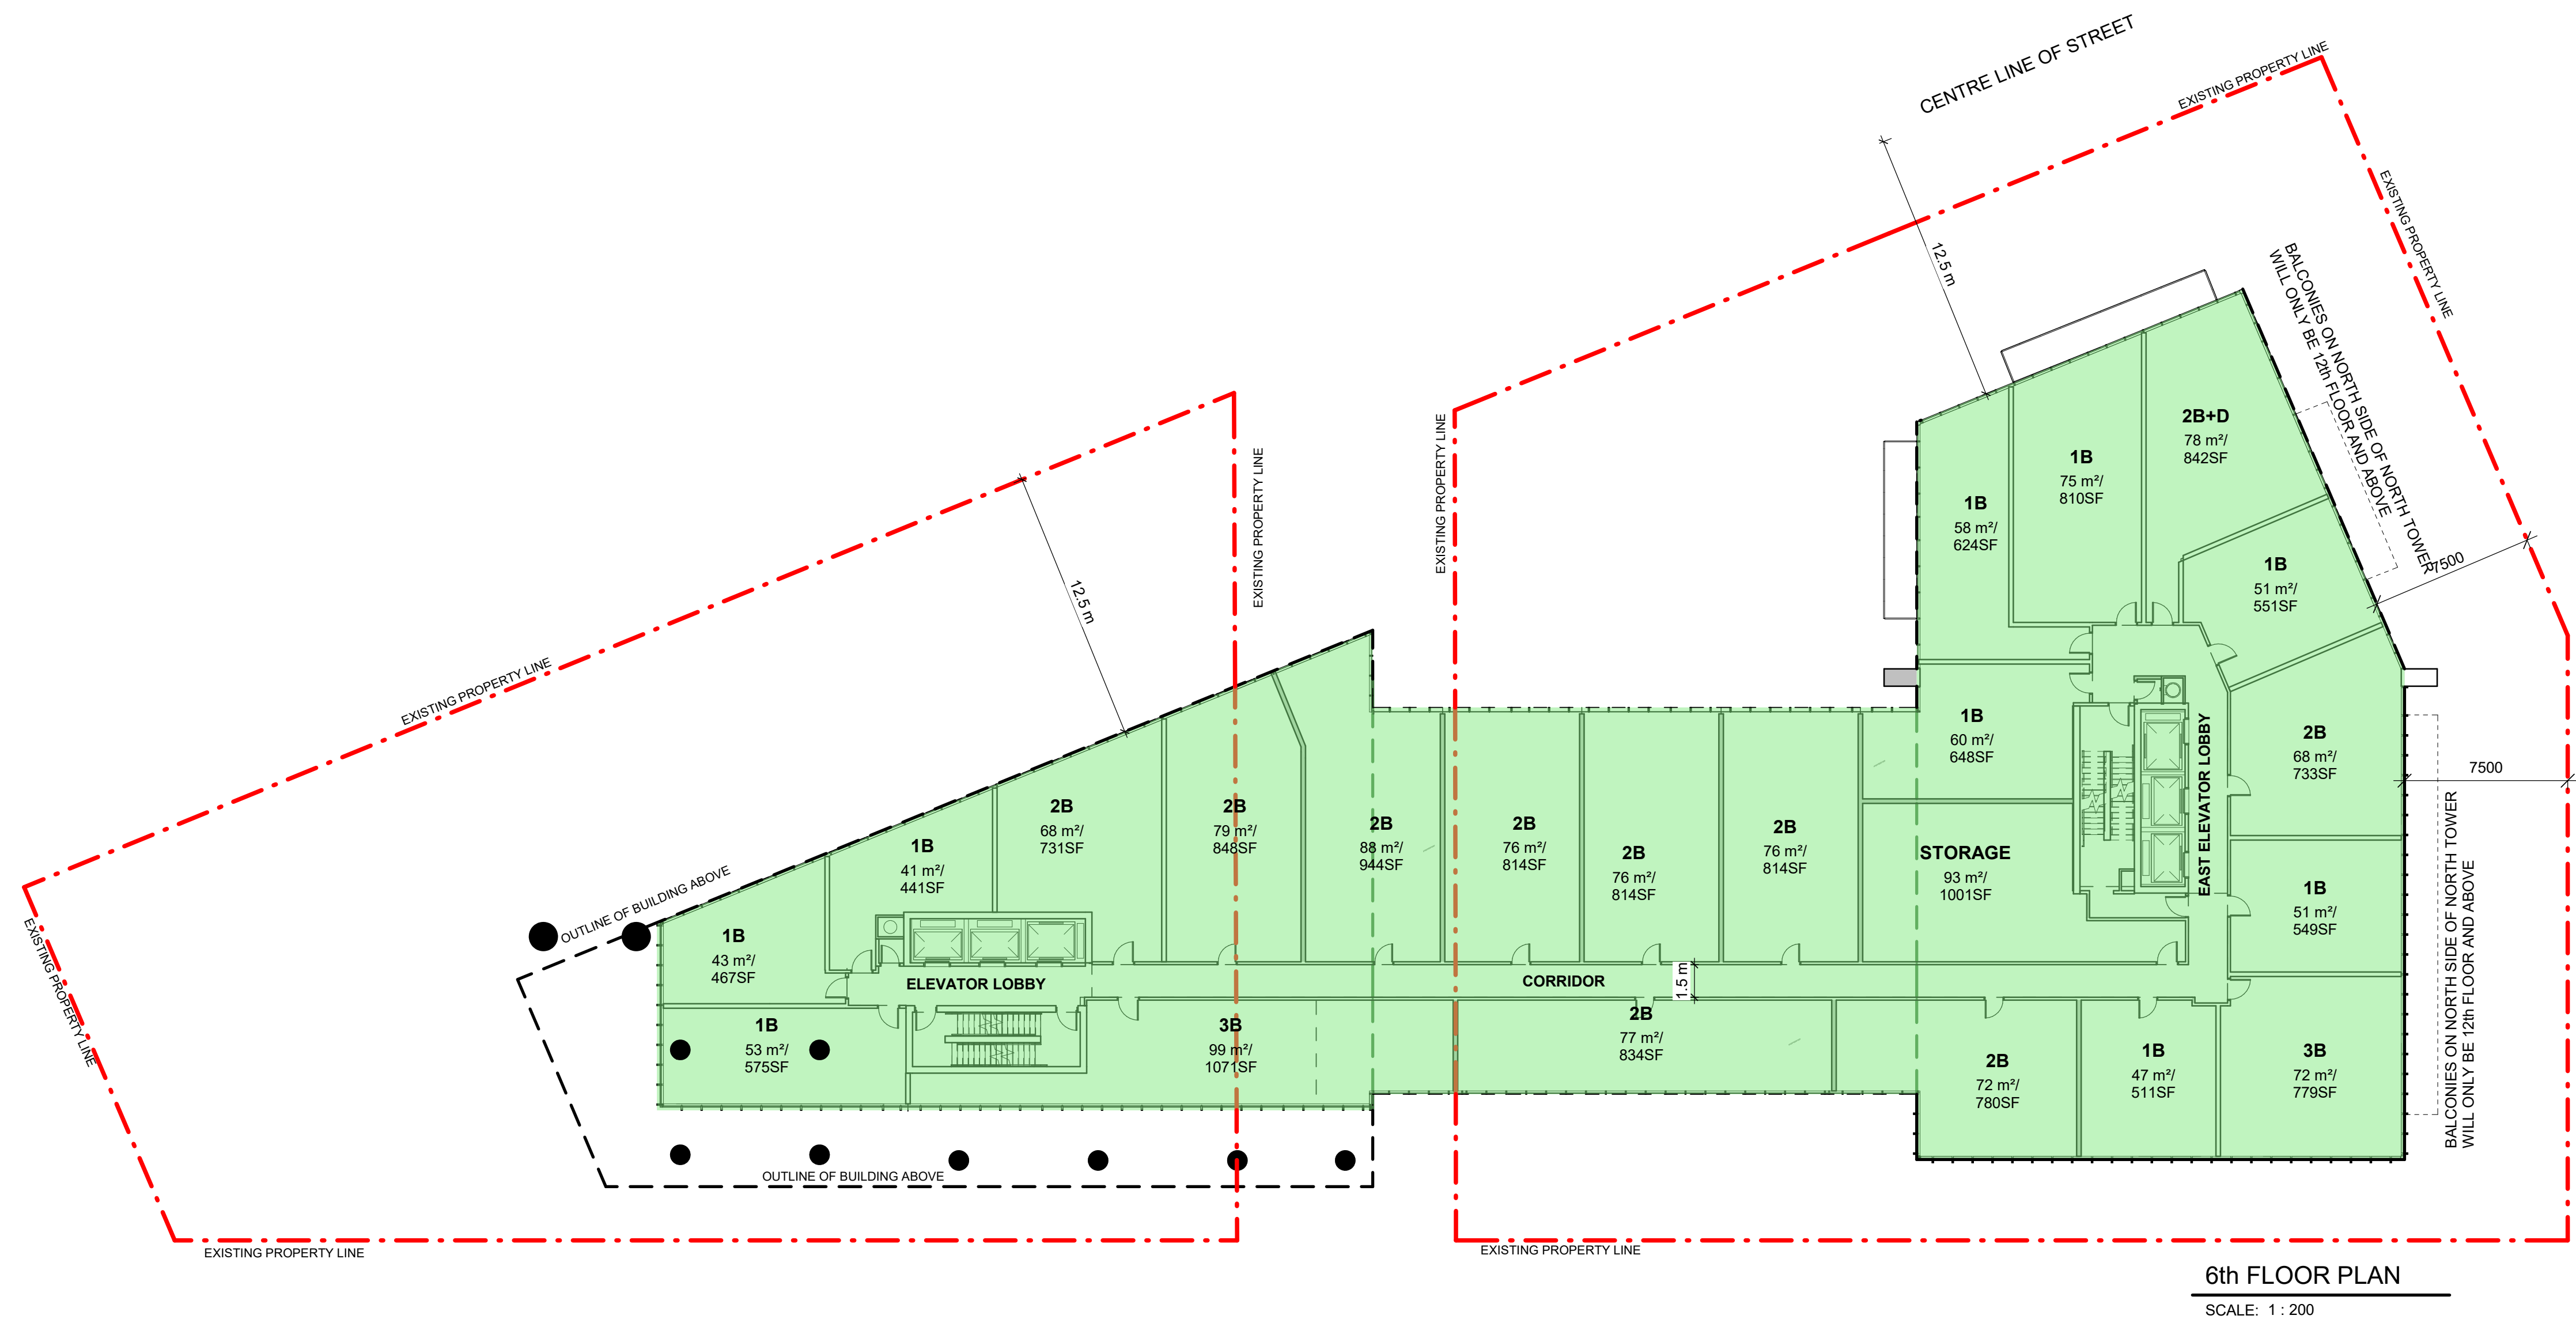 CENTRE LINE OF STREET
EXISTING PROPERTY LINE
EXISTING PROPERTY LINE
12.5 m
BALCONIES ON NORTH SIDE OF NORTH TOWER
WILL ONLY BE 12th FLOOR AND ABOVE
7500
2B+D
78 m²/
842SF
1B
75 m²/
810SF
1B
58 m²/
624SF
1B
51 m²/
551SF
EXISTING PROPERTY LINE
EXISTING PROPERTY LINE
12.5 m
EXISTING PROPERTY LINE
1B
60 m²/
648SF
2B
68 m²/
733SF
7500
EAST ELEVATOR LOBBY
BALCONIES ON NORTH SIDE OF NORTH TOWER
WILL ONLY BE 12th FLOOR AND ABOVE
OUTLINE OF BUILDING ABOVE
EXISTING PROPERTY LINE
1B
43 m²/
467SF
1B
41 m²/
441SF
2B
68 m²/
731SF
2B
79 m²/
848SF
2B
88 m²/
944SF
2B
76 m²/
814SF
2B
76 m²/
814SF
2B
76 m²/
814SF
STORAGE
93 m²/
1001SF
1B
51 m²/
549SF
ELEVATOR LOBBY
CORRIDOR
1.5 m
1B
53 m²/
575SF
3B
99 m²/
1071SF
2B
77 m²/
834SF
2B
72 m²/
780SF
1B
47 m²/
511SF
3B
72 m²/
779SF
OUTLINE OF BUILDING ABOVE
EXISTING PROPERTY LINE
EXISTING PROPERTY LINE
6th FLOOR PLAN
SCALE: 1 : 200